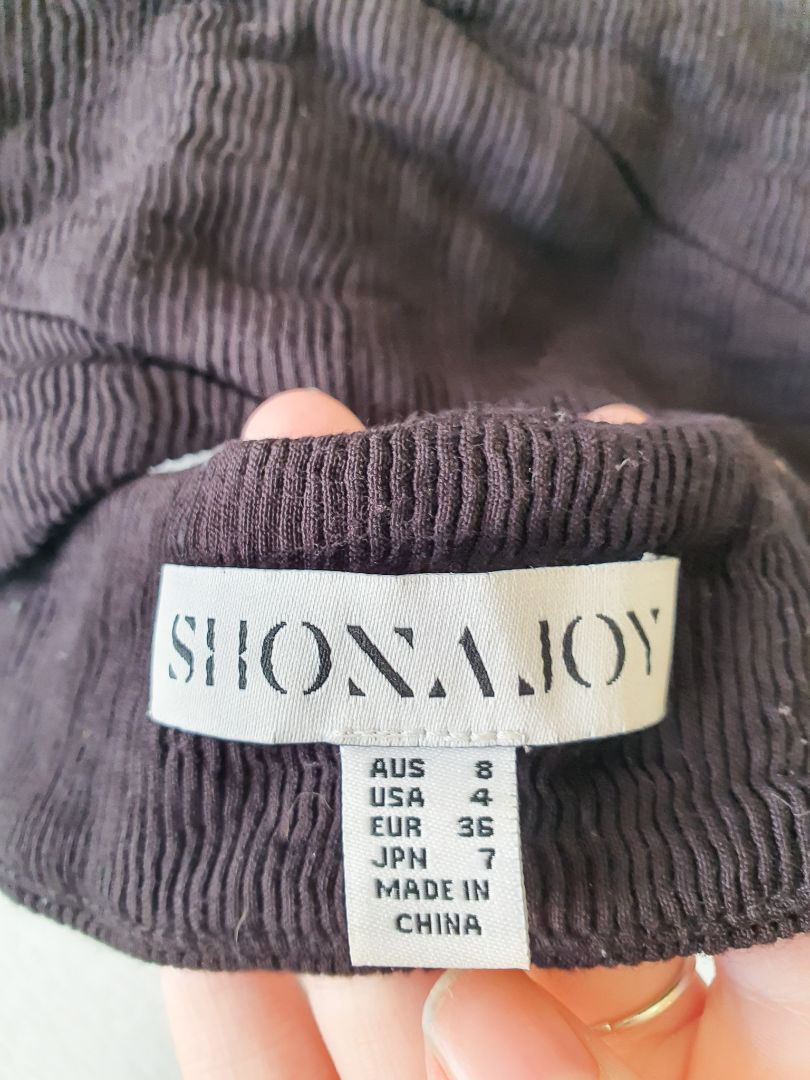 SHONA JOY
AUS 8
USA 4
EUR 36
JPN 7
MADE IN
CHINA